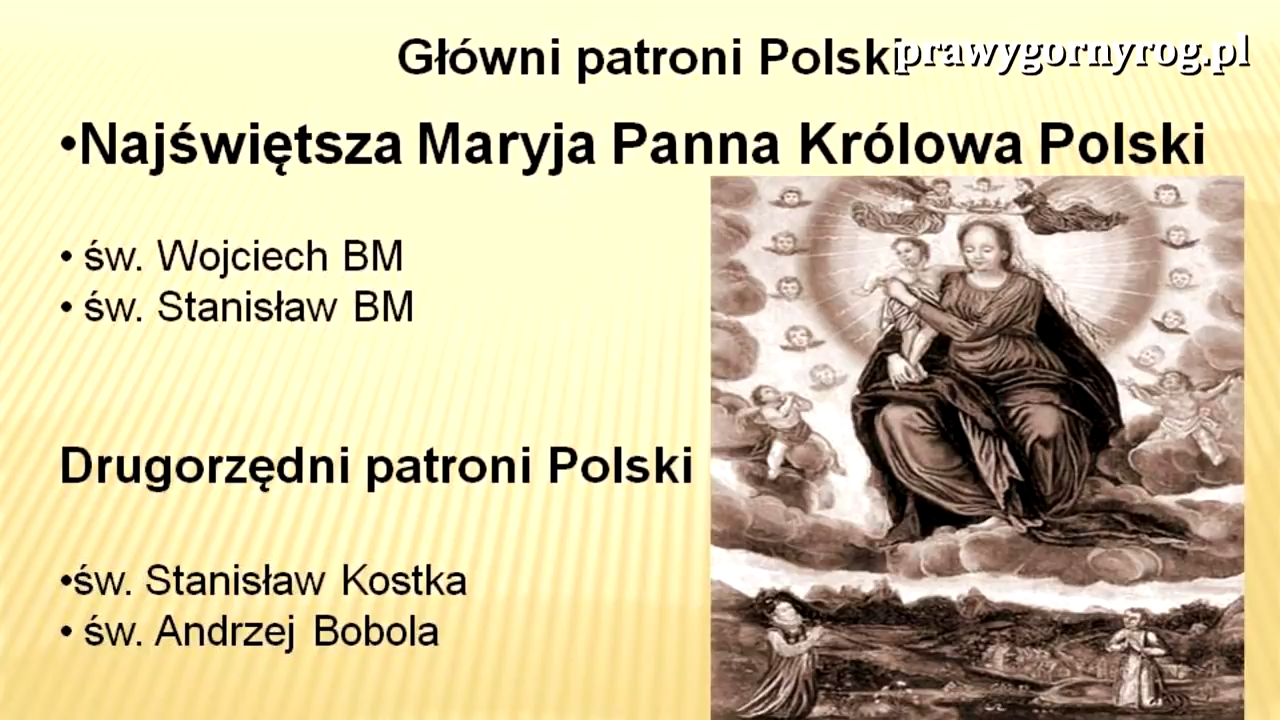 Główni patroni Polski
prawygornyrog.pl
•Najświętsza Maryja Panna Królowa Polski
• św. Wojciech BM
• św. Stanisław BM
Drugorzędni patroni Polski
•św. Stanisław Kostka
• św. Andrzej Bobola